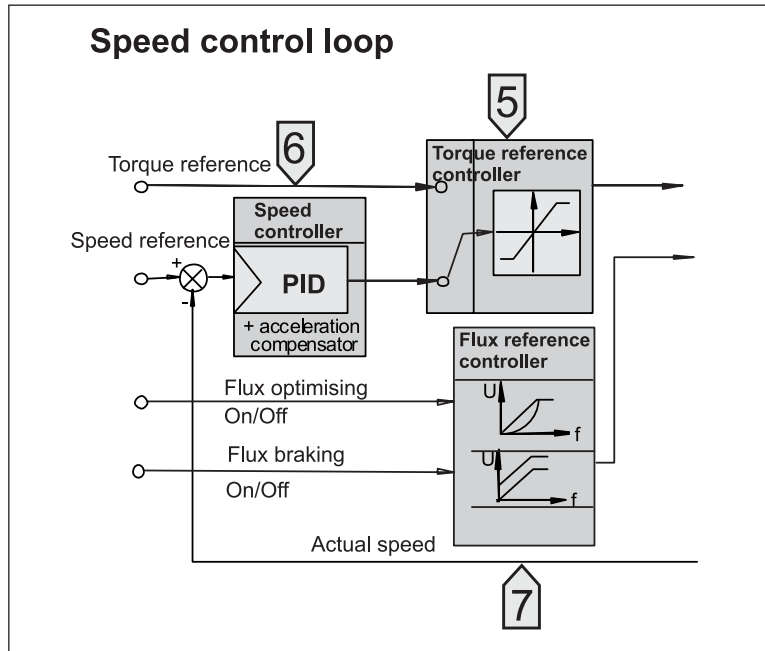 Speed control loop
5
6
Torque reference
Torque reference
controller
Speed
controller
Speed reference
+
-
PID
+ acceleration
compensator
Flux reference
controller
Flux optimising
On/Off
U
f
Flux braking
On/Off
U
f
Actual speed
7